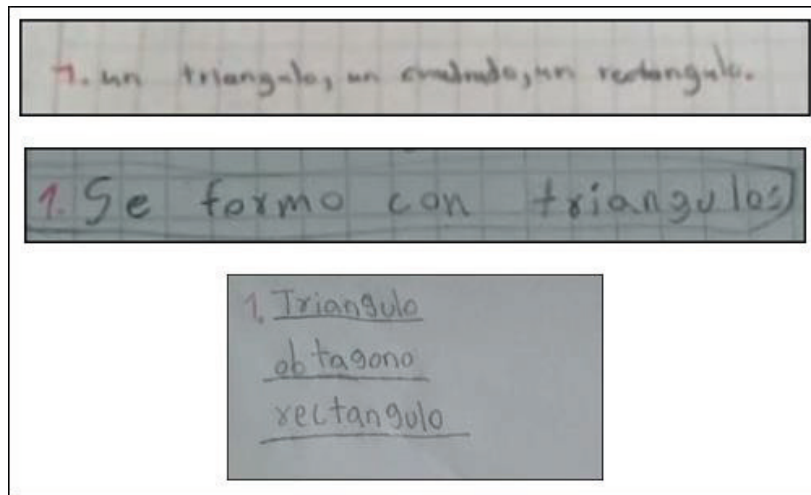 1. un triangulo, un cuadrado, un rectangulo.
1. Se formo con triangulos
1. Triangulo
obtagono
rectangulo